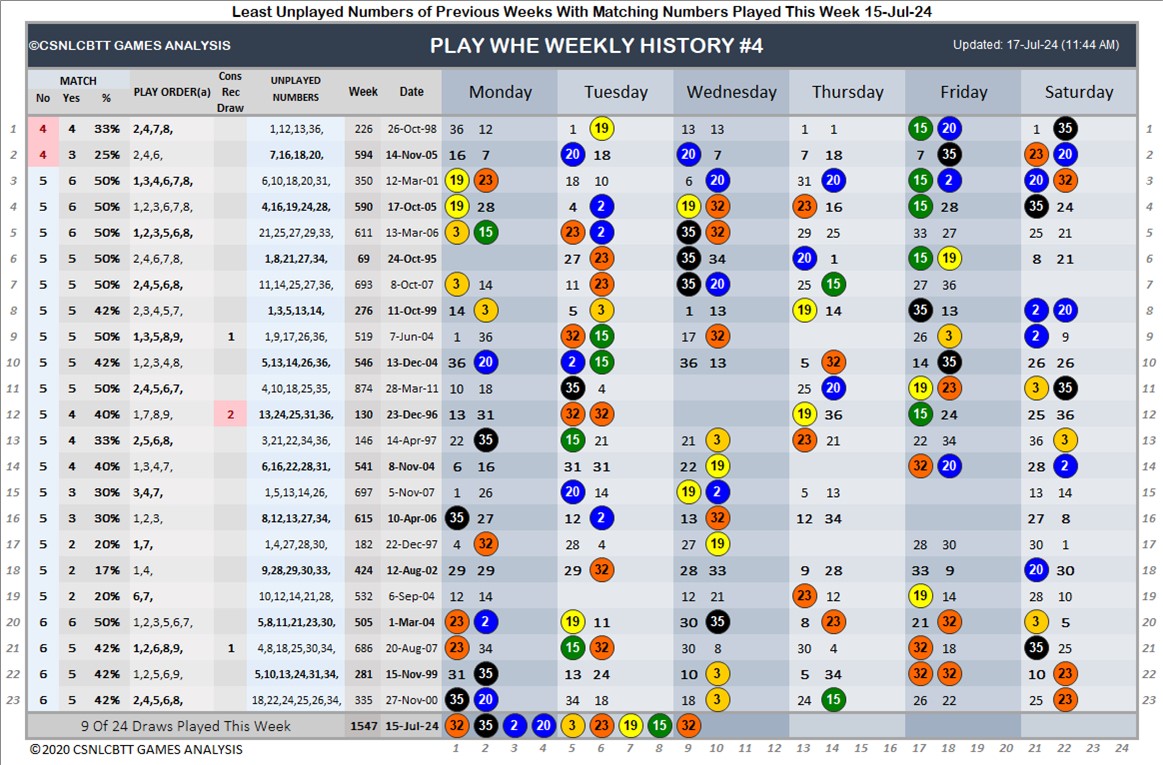 Least Unplayed Numbers of Previous Weeks With Matching Numbers Played This Week 15-Jul-24
©CSNLCBTT GAMES ANALYSIS PLAY WHE WEEKLY HISTORY #4 Updated: 17-Jul-24 (11:44 AM)
MATCH
No Yes % PLAY ORDER(a) Cons Rec Draw UNPLAYED NUMBERS Week Date Monday Tuesday Wednesday Thursday Friday Saturday
1 4 4 33% 2,4,7,8, 1,12,13,36, 226 26-Oct-98 36 12 1 19 13 13 1 1 15 20 1 35 1
2 4 3 25% 2,4,6, 7,16,18,20, 594 14-Nov-05 16 7 20 18 20 7 7 18 7 35 23 20 2
3 5 6 50% 1,3,4,6,7,8, 6,10,18,20,31, 350 12-Mar-01 19 23 18 10 6 20 31 20 15 2 20 32 3
4 5 6 50% 1,2,3,6,7,8, 4,16,19,24,28, 590 17-Oct-05 19 28 4 2 19 32 23 16 15 28 35 24 4
5 5 6 50% 1,2,3,5,6,8, 21,25,27,29,33, 611 13-Mar-06 3 15 23 2 35 32 29 25 33 27 25 21 5
6 5 5 50% 2,4,6,7,8, 1,8,21,27,34, 69 24-Oct-95 27 23 35 34 20 1 15 19 8 21 6
7 5 5 50% 2,4,5,6,8, 11,14,25,27,36, 693 8-Oct-07 3 14 11 23 35 20 25 15 27 36 7
8 5 5 42% 2,3,4,5,7, 1,3,5,13,14, 276 11-Oct-99 14 3 5 3 1 13 19 14 35 13 2 20 8
9 5 5 50% 1,3,5,8,9, 1 1,9,17,26,36, 519 7-Jun-04 1 36 32 15 17 32 26 3 2 9 9
10 5 5 42% 1,2,3,4,8, 5,13,14,26,36, 546 13-Dec-04 36 20 2 15 36 13 5 32 14 35 26 26 10
11 5 5 50% 2,4,5,6,7, 4,10,18,25,35, 874 28-Mar-11 10 18 35 4 25 20 19 23 3 35 11
12 5 4 40% 1,7,8,9, 2 13,24,25,31,36, 130 23-Dec-96 13 31 32 32 19 36 15 24 25 36 12
13 5 4 33% 2,5,6,8, 3,21,22,34,36, 146 14-Apr-97 22 35 15 21 21 3 23 21 22 34 36 3 13
14 5 4 40% 1,3,4,7, 6,16,22,28,31, 541 8-Nov-04 6 16 31 31 22 19 32 20 28 2 14
15 5 3 30% 3,4,7, 1,5,13,14,26, 697 5-Nov-07 1 26 20 14 19 2 5 13 13 14 15
16 5 3 30% 1,2,3, 8,12,13,27,34, 615 10-Apr-06 35 27 12 2 13 32 12 34 27 8 16
17 5 2 20% 1,7, 1,4,27,28,30, 182 22-Dec-97 4 32 28 4 27 19 28 30 30 1 17
18 5 2 17% 1,4, 9,28,29,30,33, 424 12-Aug-02 29 29 29 32 28 33 9 28 33 9 20 30 18
19 5 2 20% 6,7, 10,12,14,21,28, 532 6-Sep-04 12 14 12 21 23 12 19 14 28 10 19
20 6 6 50% 1,2,3,5,6,7, 5,8,11,21,23,30, 505 1-Mar-04 23 2 19 11 30 35 8 23 21 32 3 5 20
21 6 5 42% 1,2,6,8,9, 1 4,8,18,25,30,34, 686 20-Aug-07 23 34 15 32 30 8 30 4 32 18 35 25 21
22 6 5 42% 1,2,5,6,9, 5,10,13,24,31,34, 281 15-Nov-99 31 35 13 24 10 3 5 34 32 32 10 23 22
23 6 5 42% 2,4,5,6,8, 18,22,24,25,26,34, 335 27-Nov-00 35 20 34 18 18 3 24 15 26 22 25 23 23
9 Of 24 Draws Played This Week 1547 15-Jul-24 32 35 2 20 3 23 19 15 32
© 2020 CSNLCBTT GAMES ANALYSIS 1 2 3 4 5 6 7 8 9 10 11 12 13 14 15 16 17 18 19 20 21 22 23 24